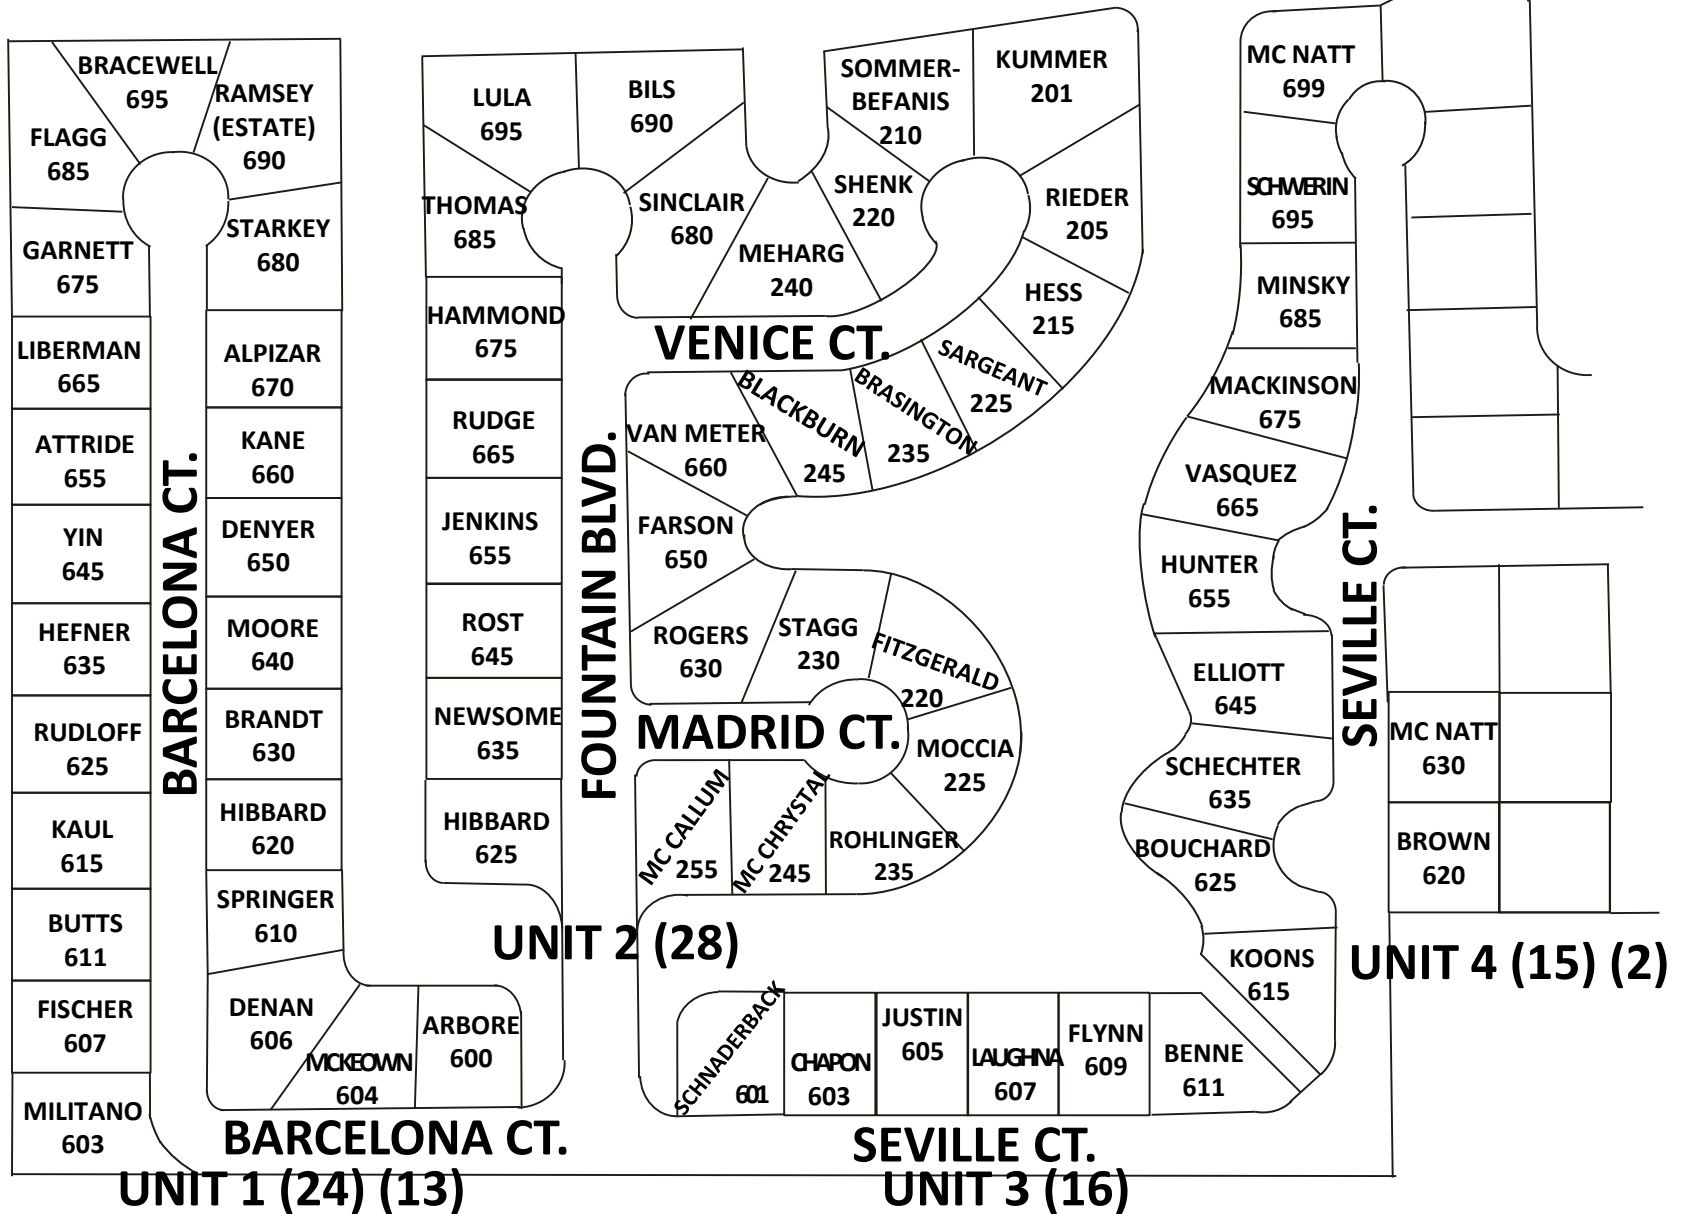 BRACEWELL
695
RAMSEY
(ESTATE)
690
FLAGG
685
STARKEY
680
GARNETT
675
LIBERMAN
665
ALPIZAR
670
ATTRIDE
655
KANE
660
YIN
645
DENYER
650
HEFNER
635
MOORE
640
RUDLOFF
625
BRANDT
630
KAUL
615
HIBBARD
620
BUTTS
611
SPRINGER
610
FISCHER
607
DENAN
606
MCKEOWN
604
ARBORE
600
MILITANO
603
BARCELONA CT.
BARCELONA CT.
UNIT 1 (24) (13)
LULA
695
BILS
690
THOMAS
685
SINCLAIR
680
HAMMOND
675
RUDGE
665
JENKINS
655
ROST
645
NEWSOME
635
HIBBARD
625
FOUNTAIN BLVD.
UNIT 2 (28)
SOMMER-
BEFANIS
210
KUMMER
201
SHENK
220
RIEDER
205
MEHARG
240
HESS
215
VENICE CT.
SARGEANT
225
BRASINGTON
235
BLACKBURN
245
VAN METER
660
FARSON
650
ROGERS
630
STAGG
230
FITZGERALD
220
MADRID CT.
MOCCIA
225
MC CALLUM
255
MC CHRYSTAL
245
ROHLINGER
235
MC NATT
699
SCHWERIN
695
MINSKY
685
MACKINSON
675
VASQUEZ
665
HUNTER
655
ELLIOTT
645
SCHECHTER
635
BOUCHARD
625
KOONS
615
SEVILLE CT.
MC NATT
630
BROWN
620
UNIT 4 (15) (2)
SCHNADERBACK
601
CHAPON
603
JUSTIN
605
LAUGHNA
607
FLYNN
609
BENNE
611
SEVILLE CT.
UNIT 3 (16)